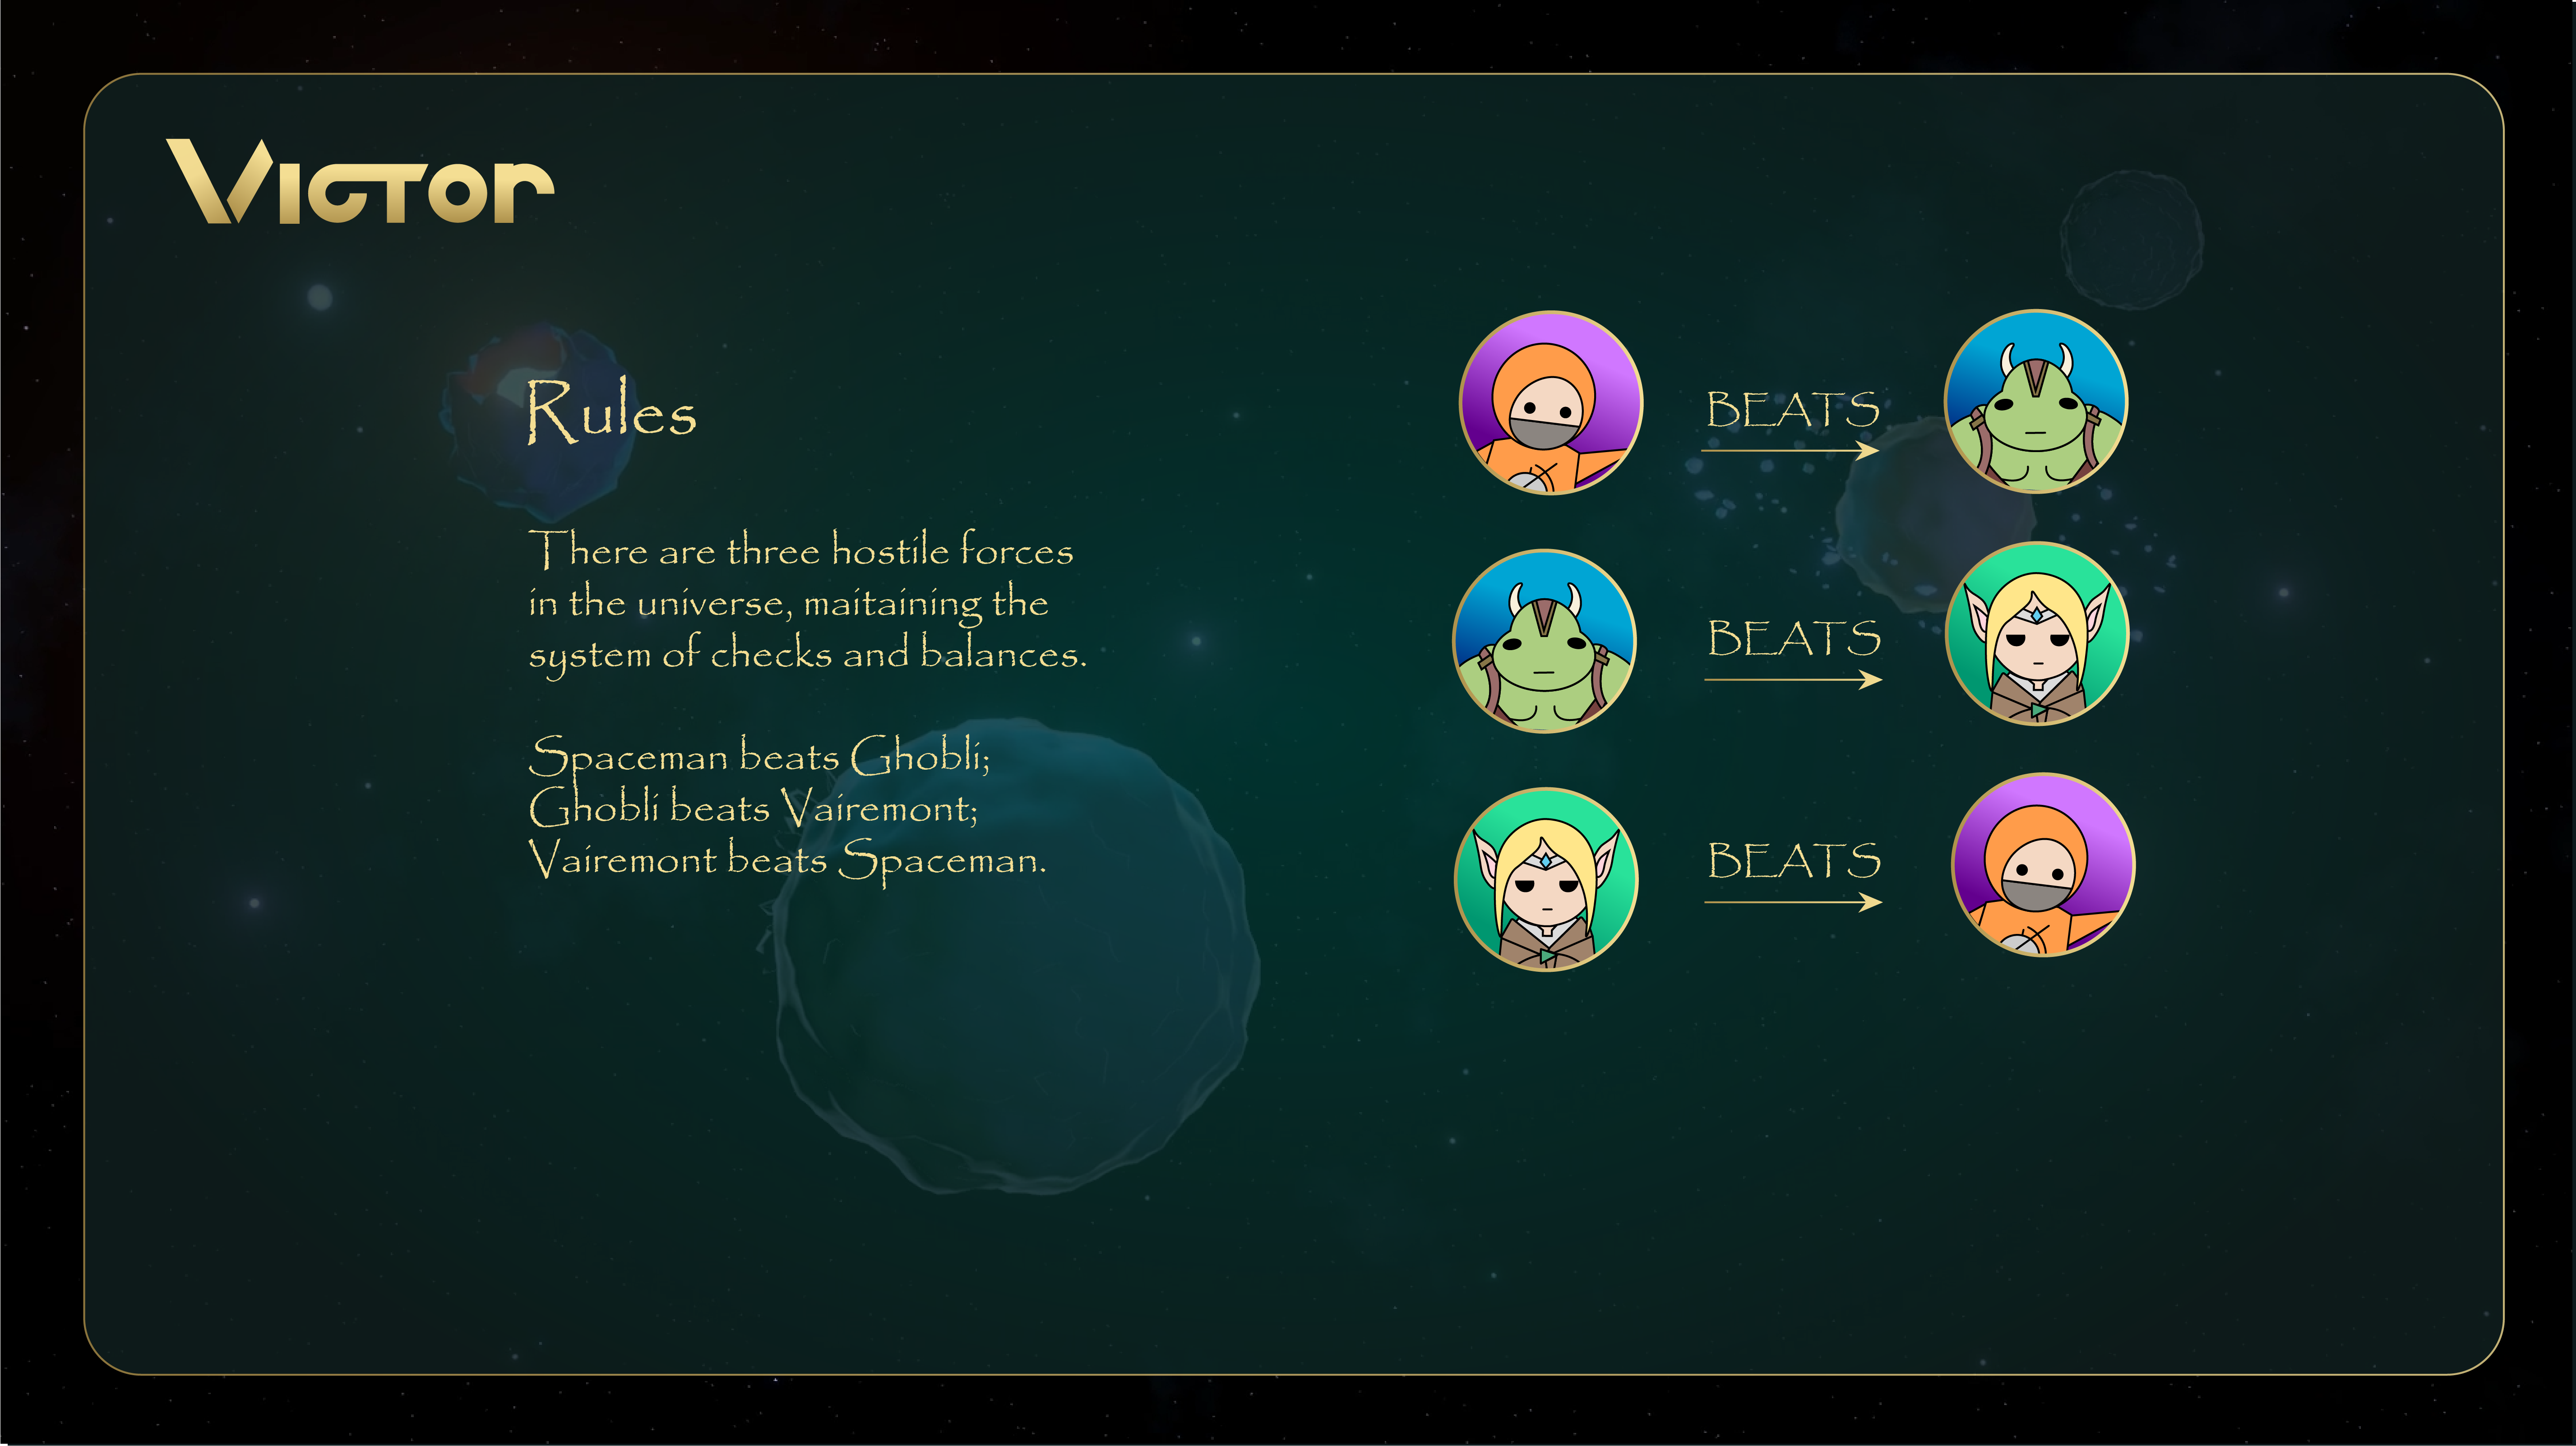 Victor
Rules
There are three hostile forces
in the universe, maitaining the
system of checks and balances.
Spaceman beats Ghobli;
Ghobli beats Vairemont;
Vairemont beats Spaceman.
BEATS
BEATS
BEATS